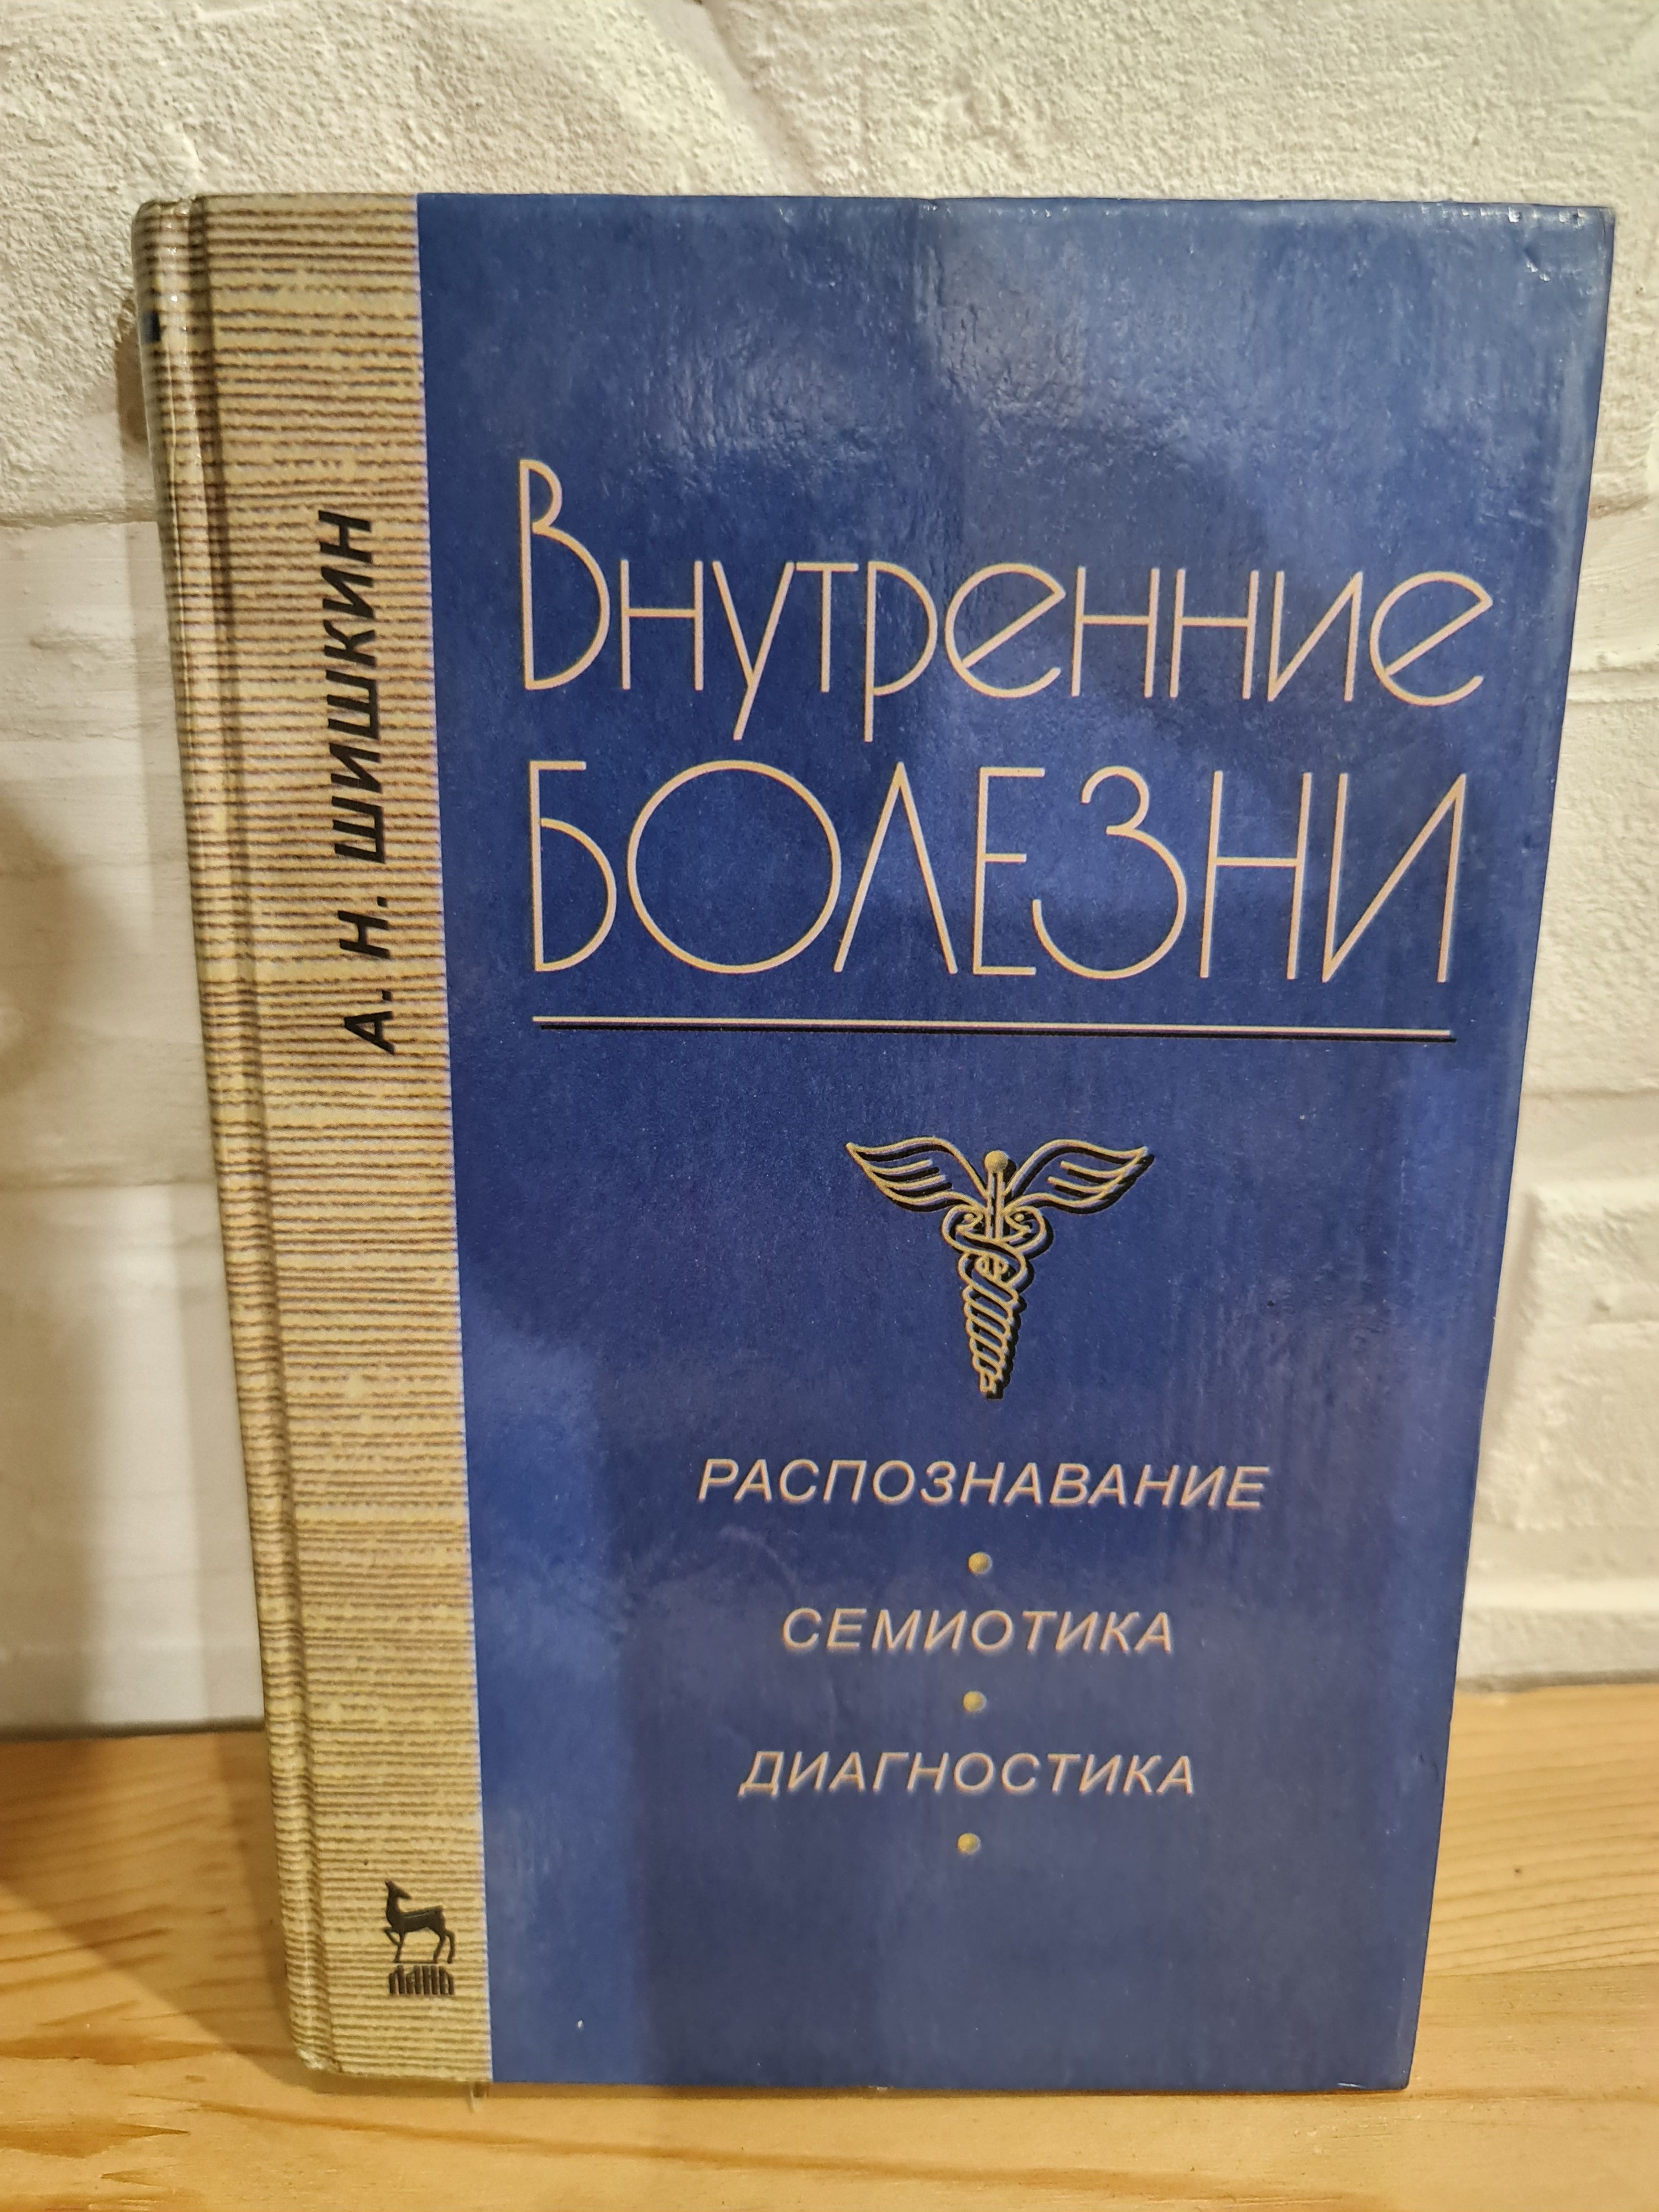 А. Н. ШИШКИН
Внутренние
БОЛЕЗНИ
РАСПОЗНАВАНИЕ
СЕМИОТИКА
ДИАГНОСТИКА
ЛАНЬ